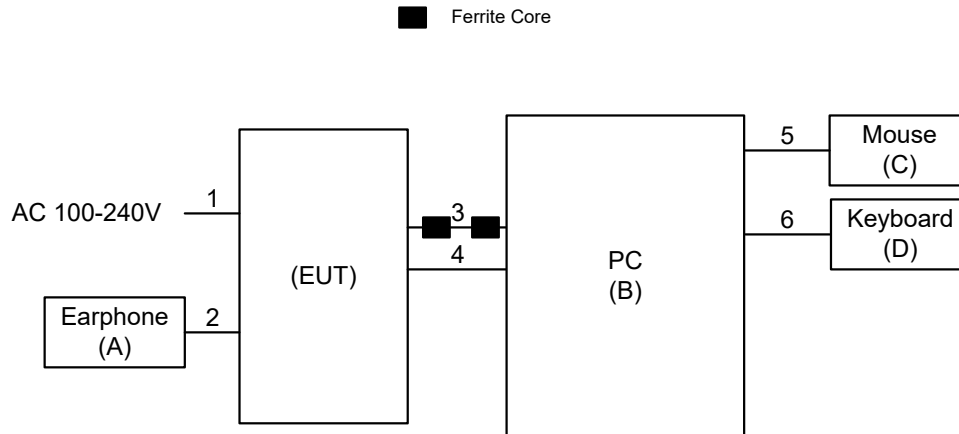 Ferrite Core
AC 100-240V
1
Earphone
(A)
2
(EUT)
3
4
PC
(B)
5
Mouse
(C)
6
Keyboard
(D)